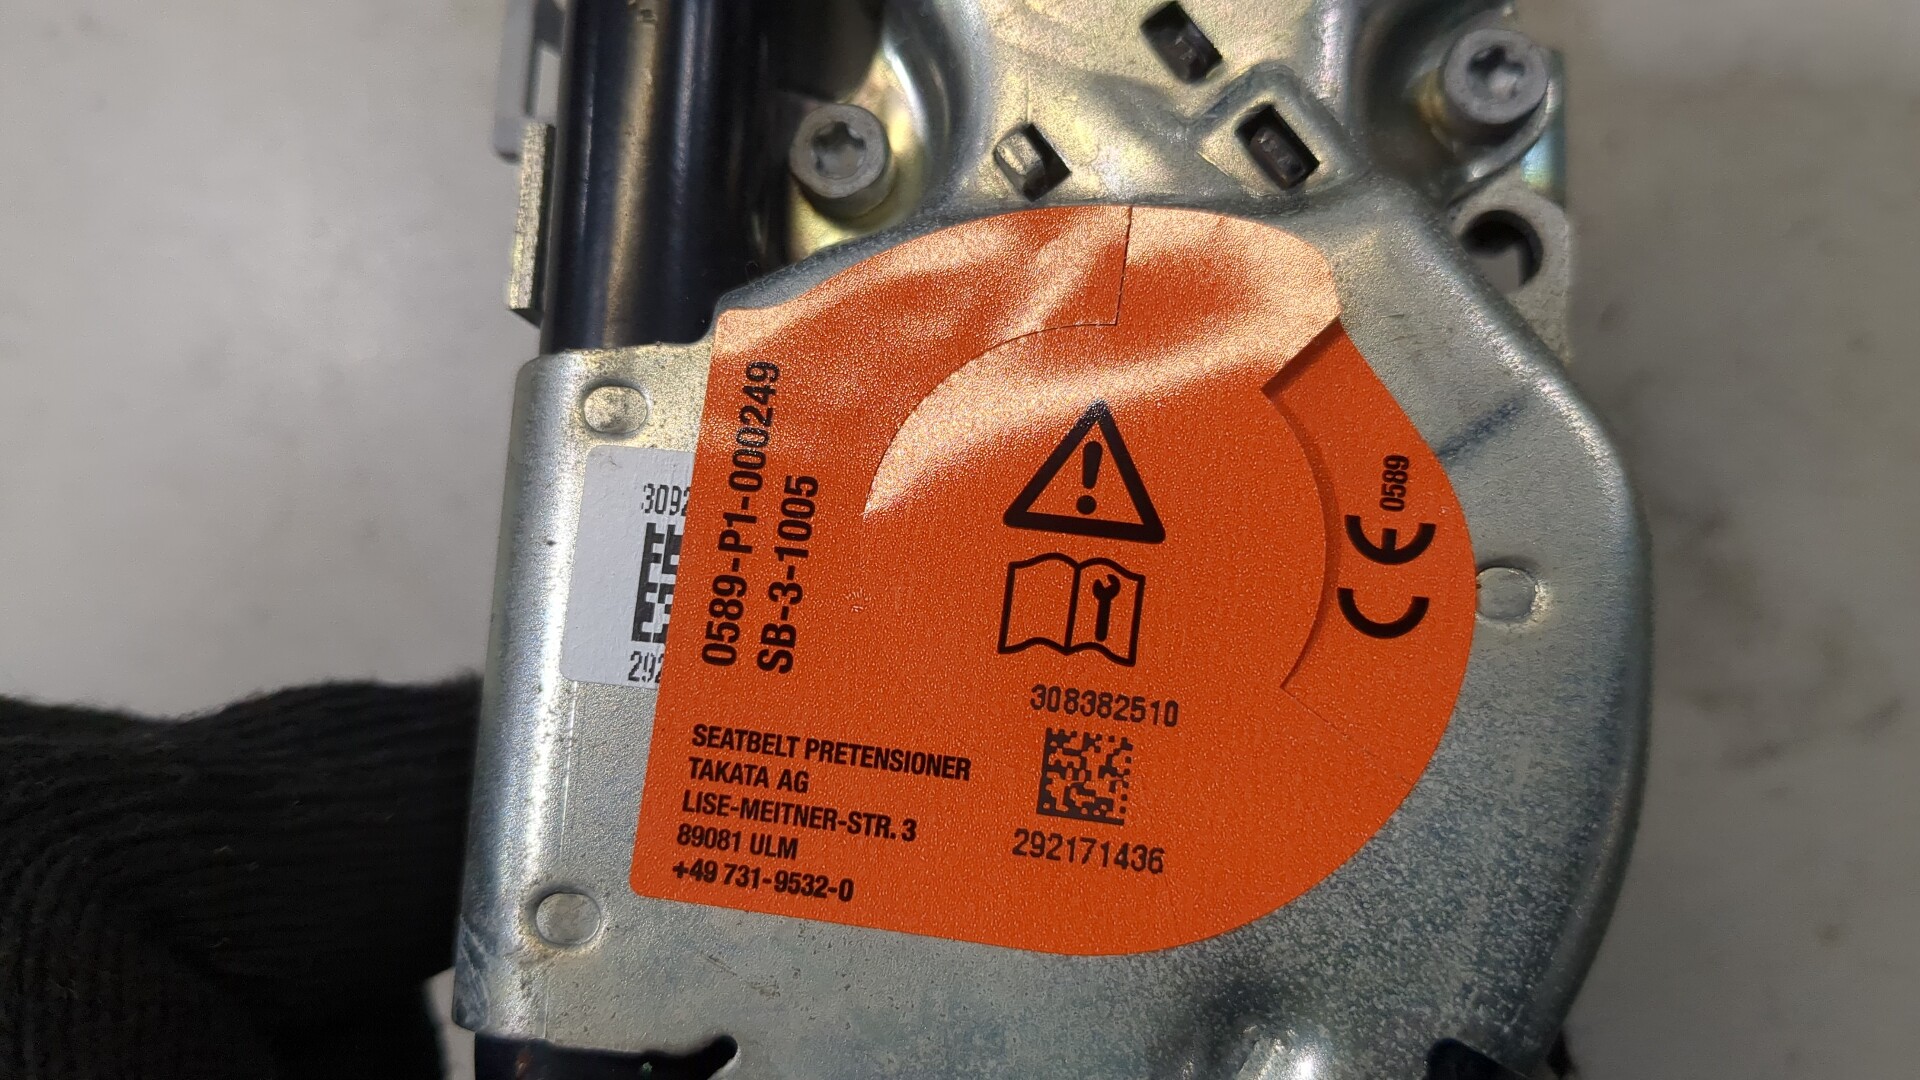 0589-P1-000249
SB-3-1005
CE 0589
308382510
292171436
SEATBELT PRETENSIONER
TAKATA AG
LISE-MEITNER-STR. 3
89081 ULM
+49 731-9532-0